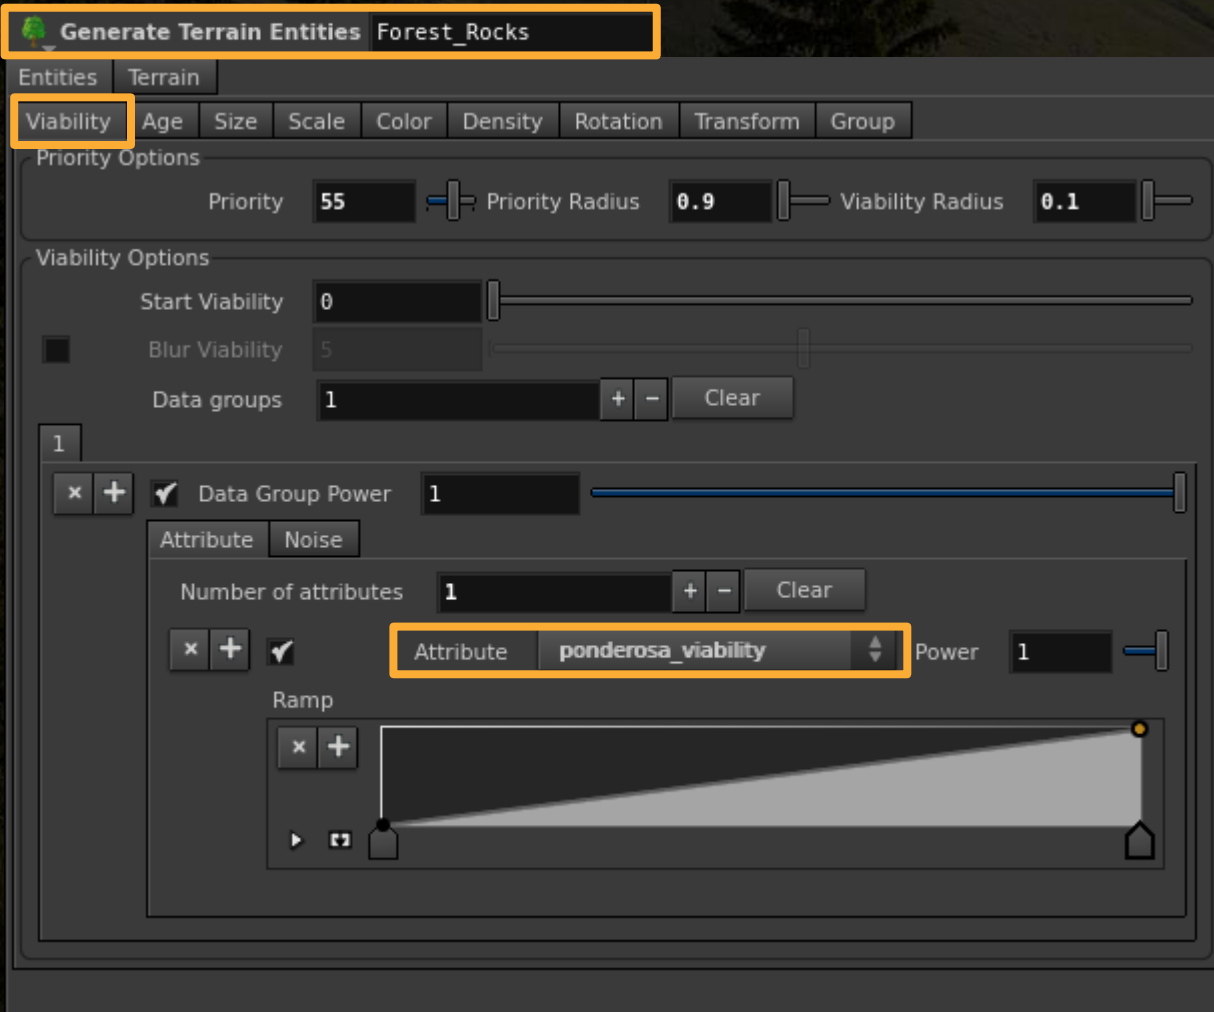 Generate Terrain Entities Forest_Rocks
Entities Terrain
Viability Age Size Scale Color Density Rotation Transform Group
Priority Options
Priority 55 Priority Radius 0.9 Viability Radius 0.1
Viability Options
Start Viability 0
Blur Viability 5
Data groups 1 + − Clear
1
× + Data Group Power 1
Attribute Noise
Number of attributes 1 + − Clear
× + Attribute ponderosa_viability Power 1
Ramp
× +